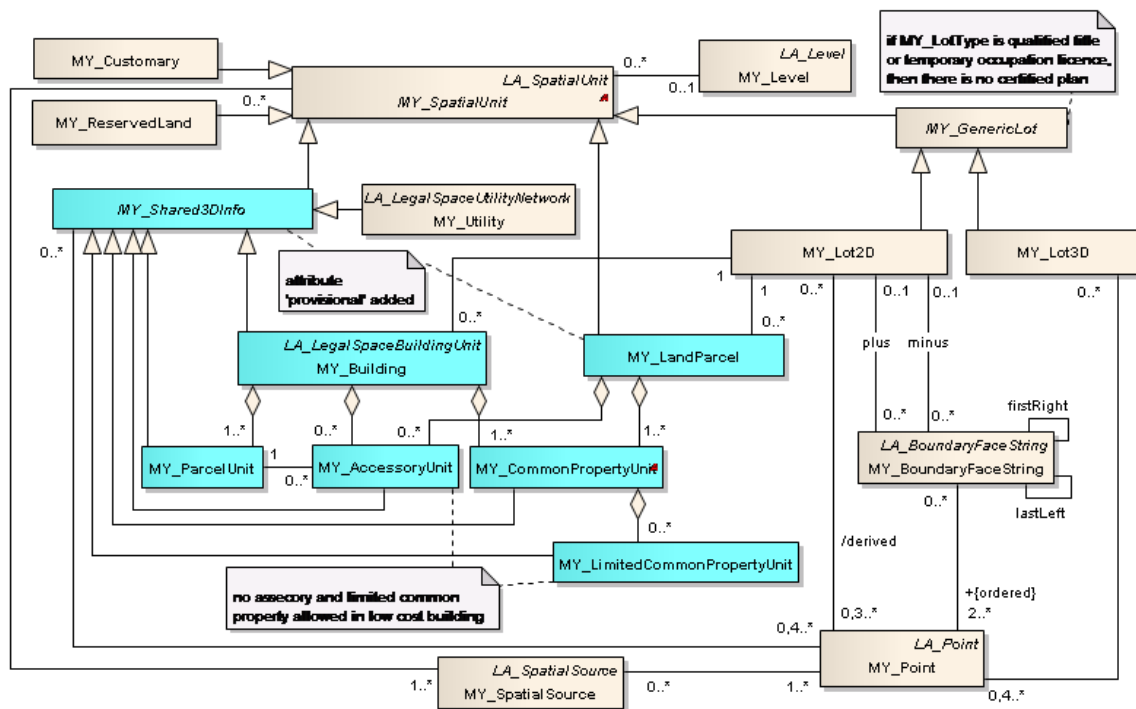 if MY_LotType is qualified title
or temporary occupation licence,
then there is no certified plan
MY_Customary
LA_SpatialUnit
MY_SpatialUnit
0..*
0..1
LA_Level
MY_Level
0..*
MY_ReservedLand
MY_GenericLot
MY_Shared3DInfo
LA_LegalSpaceUtilityNetwork
MY_Utility
0..*
MY_Lot2D
MY_Lot3D
attribute
'provisional' added
1
1
0..*
0..1
0..1
0..*
0..*
0..*
LA_LegalSpaceBuildingUnit
MY_Building
MY_LandParcel
plus
minus
firstRight
1..*
0..*
0..*
1..*
1..*
0..*
0..*
MY_ParcelUnit
1
0..*
MY_AccessoryUnit
MY_CommonPropertyUnit
LA_BoundaryFaceString
MY_BoundaryFaceString
0..*
lastLeft
0..*
MY_LimitedCommonPropertyUnit
/derived
no assecory and limited common
property allowed in low cost building
+{ordered}
0,4..*
0,3..*
2..*
LA_Point
MY_Point
LA_SpatialSource
MY_SpatialSource
1..*
0..*
1..*
0,4..*